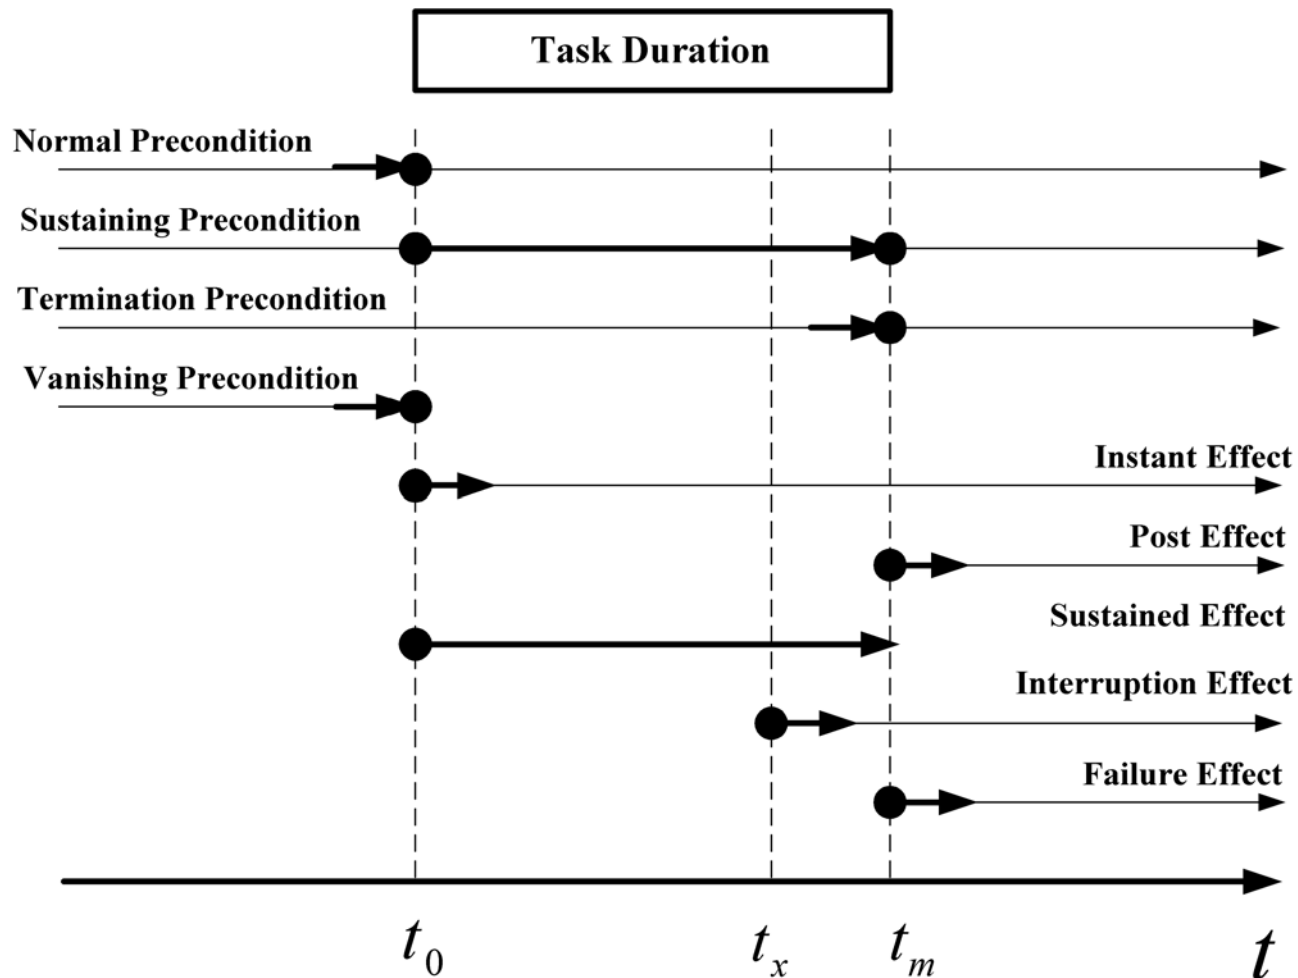 Task Duration
Normal Precondition
Sustaining Precondition
Termination Precondition
Vanishing Precondition
Instant Effect
Post Effect
Sustained Effect
Interruption Effect
Failure Effect
t0 tx tm t